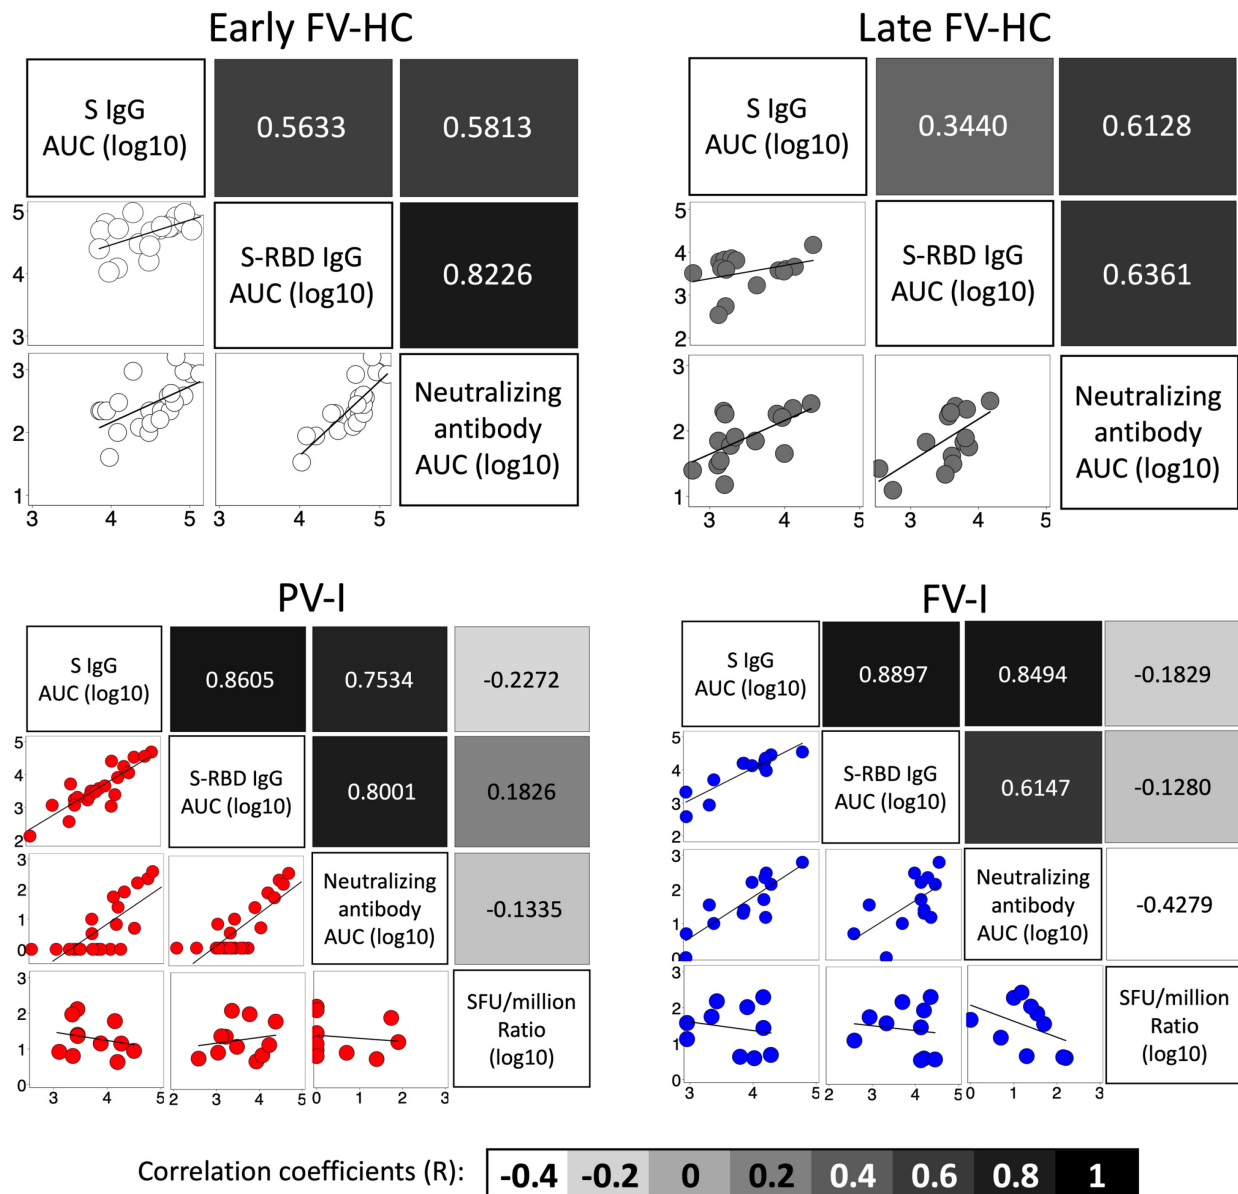 Early FV-HC
Late FV-HC
S IgG
AUC (log10)
0.5633
0.5813
S IgG
AUC (log10)
0.3440
0.6128
5
4
3
S-RBD IgG
AUC (log10)
0.8226
5
4
3
2
S-RBD IgG
AUC (log10)
0.6361
3
2
1
Neutralizing
antibody
AUC (log10)
3
2
1
Neutralizing
antibody
AUC (log10)
3 4 5
3 4 5
3 4 5
3 4 5
PV-I
FV-I
S IgG
AUC (log10)
0.8605
0.7534
-0.2272
S IgG
AUC (log10)
0.8897
0.8494
-0.1829
5
4
3
2
S-RBD IgG
AUC (log10)
0.8001
0.1826
5
4
3
2
S-RBD IgG
AUC (log10)
0.6147
-0.1280
3
2
1
0
Neutralizing
antibody
AUC (log10)
-0.1335
3
2
1
0
Neutralizing
antibody
AUC (log10)
-0.4279
3
2
1
0
SFU/million
Ratio
(log10)
3
2
1
0
SFU/million
Ratio
(log10)
3 4 5
2 3 4 5
0 1 2 3
3 4 5
2 3 4 5
0 1 2 3
Correlation coefficients (R): -0.4 -0.2 0 0.2 0.4 0.6 0.8 1